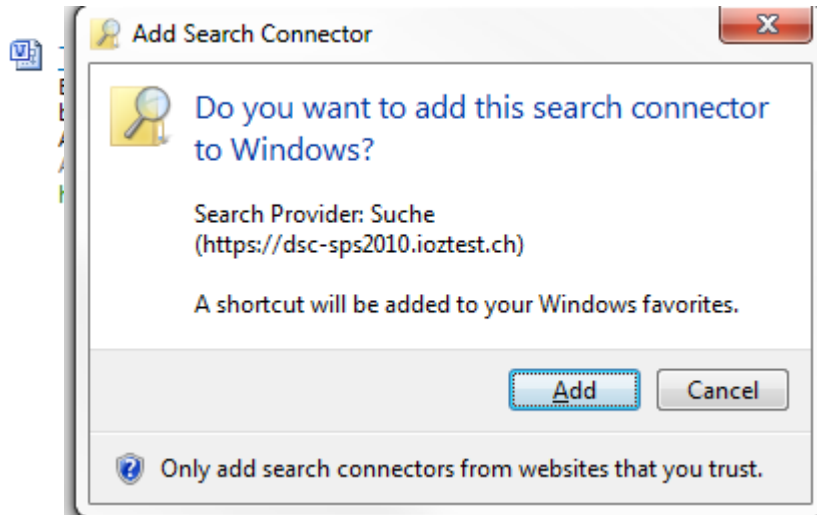 Add Search Connector
Do you want to add this search connector
to Windows?
Search Provider: Suche
(https://dsc-sps2010.ioztest.ch)
A shortcut will be added to your Windows favorites.
Add
Cancel
Only add search connectors from websites that you trust.